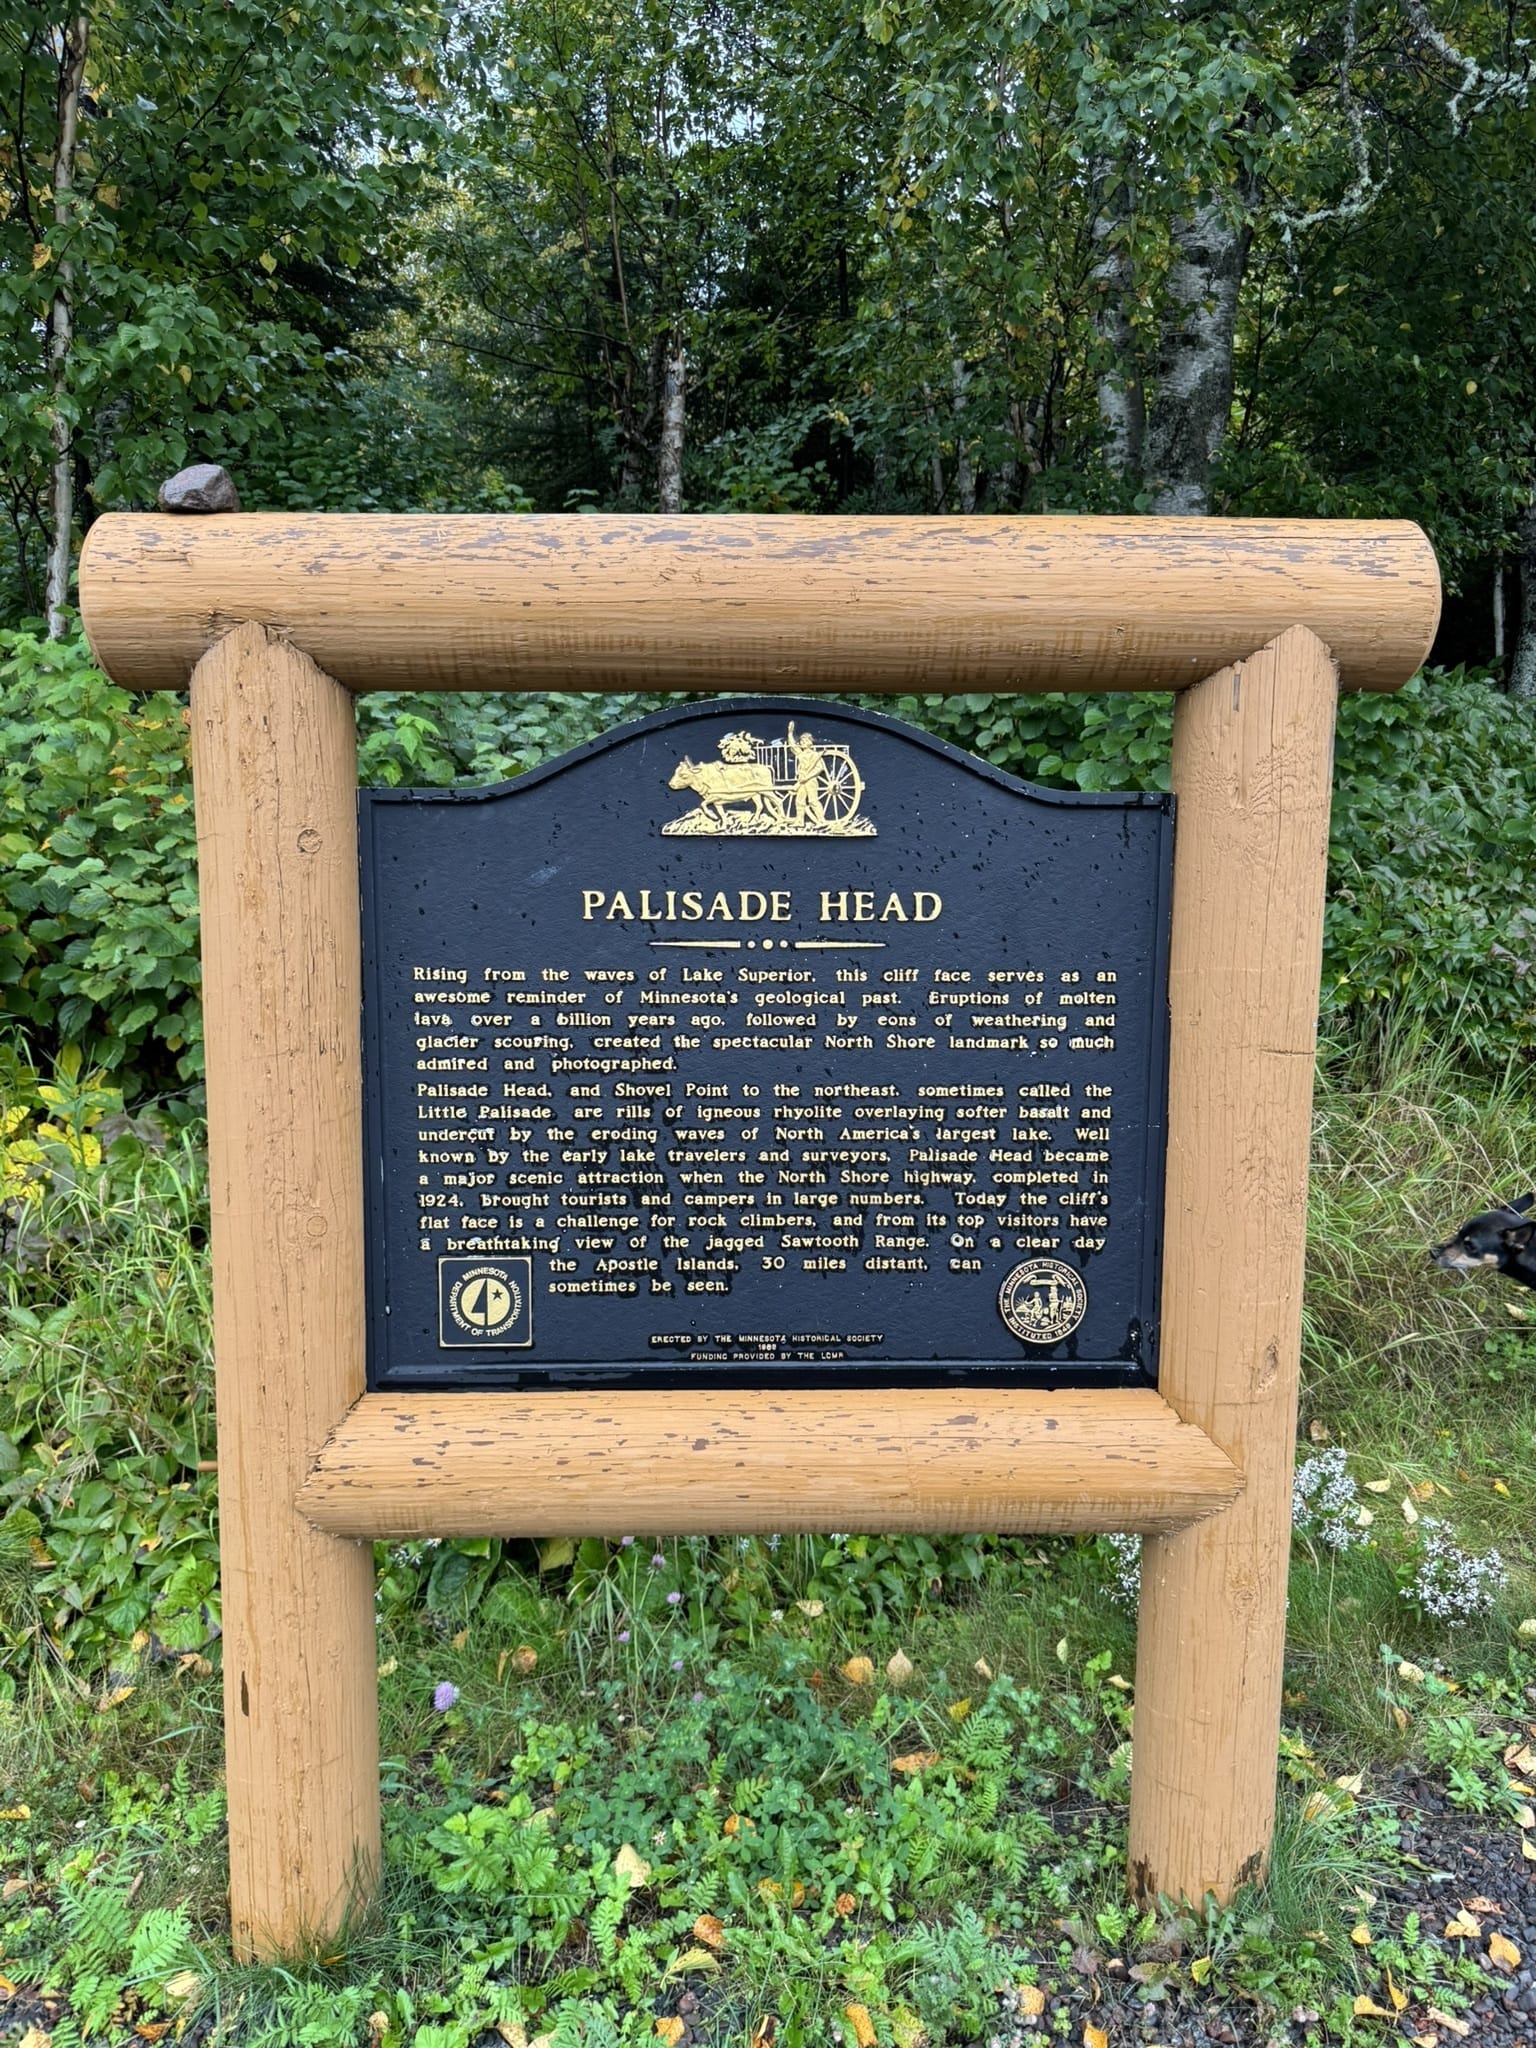 PALISADE HEAD
Rising from the waves of Lake Superior, this cliff face serves as an
awesome reminder of Minnesota's geological past. Eruptions of molten
lava over a billion years ago, followed by eons of weathering and
glacier scouring, created the spectacular North Shore landmark so much
admired and photographed.
Palisade Head, and Shovel Point to the northeast, sometimes called the
Little Palisade are rills of igneous rhyolite overlaying softer basalt and
undercut by the eroding waves of North America's largest lake. Well
known by the early lake travelers and surveyors, Palisade Head became
a major scenic attraction when the North Shore highway, completed in
1924, brought tourists and campers in large numbers. Today the cliff's
flat face is a challenge for rock climbers, and from its top visitors have
a breathtaking view of the jagged Sawtooth Range. On a clear day
the Apostle Islands, 30 miles distant, can
sometimes be seen.
MINNESOTA
DEPARTMENT OF TRANSPORTATION
THE MINNESOTA HISTORICAL SOCIETY
INSTITUTED 1849
ERECTED BY THE MINNESOTA HISTORICAL SOCIETY
FUNDING PROVIDED BY THE LCMR